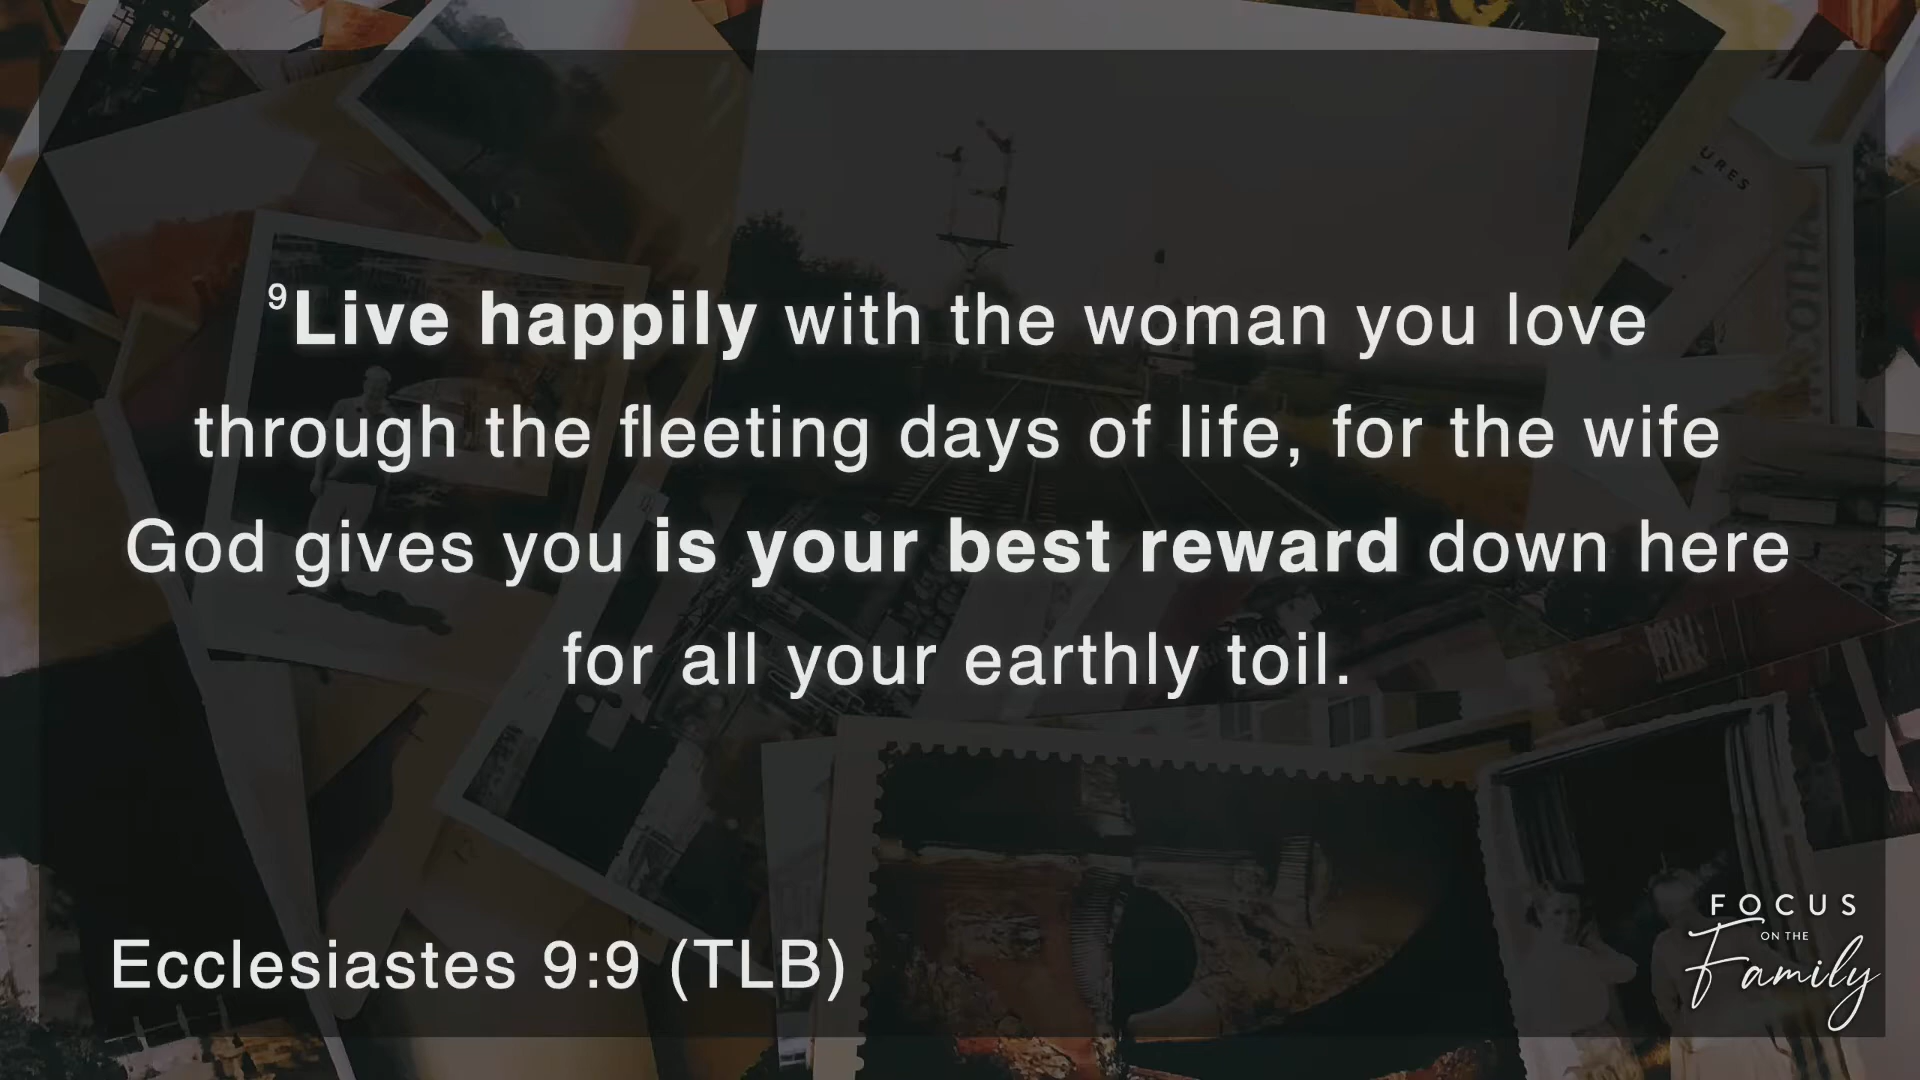 ⁹Live happily with the woman you love
through the fleeting days of life, for the wife
God gives you is your best reward down here
for all your earthly toil.
Ecclesiastes 9:9 (TLB)
FOCUS
ON THE
Family